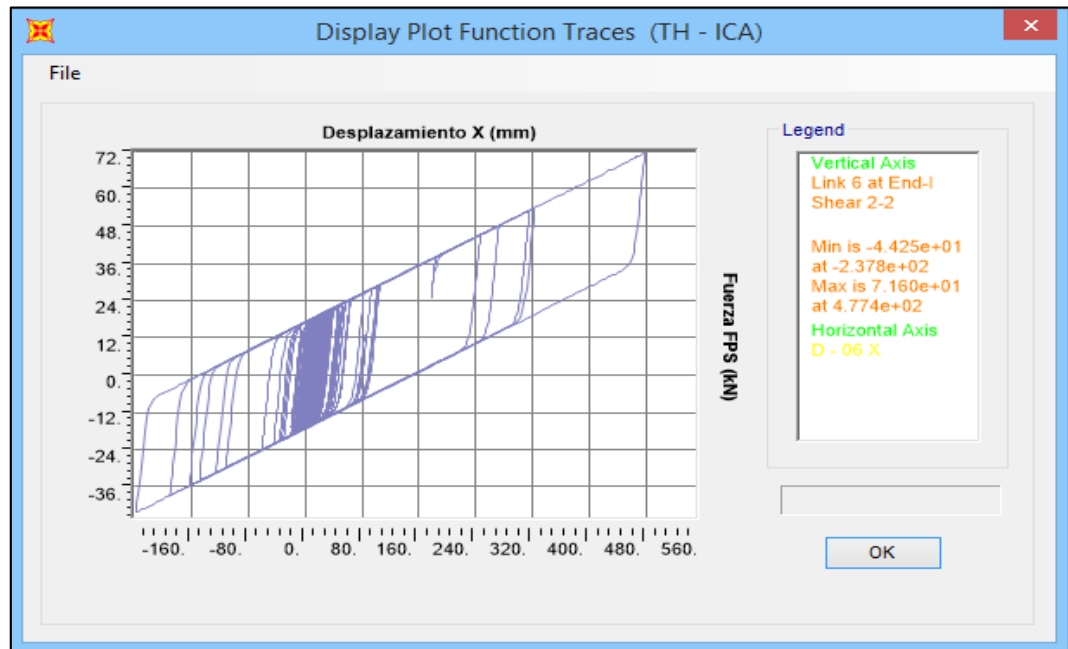 Display Plot Function Traces (TH - ICA)
File
Desplazamiento X (mm)
72.
60.
48.
36.
24.
12.
0.
-12.
-24.
-36.
-160. -80. 0. 80. 160. 240. 320. 400. 480. 560.
Fuerza FPS (kN)
Legend
Vertical Axis
Link 6 at End-I
Shear 2-2
Min is -4.425e+01
at -2.378e+02
Max is 7.160e+01
at 4.774e+02
Horizontal Axis
D - 06 X
OK